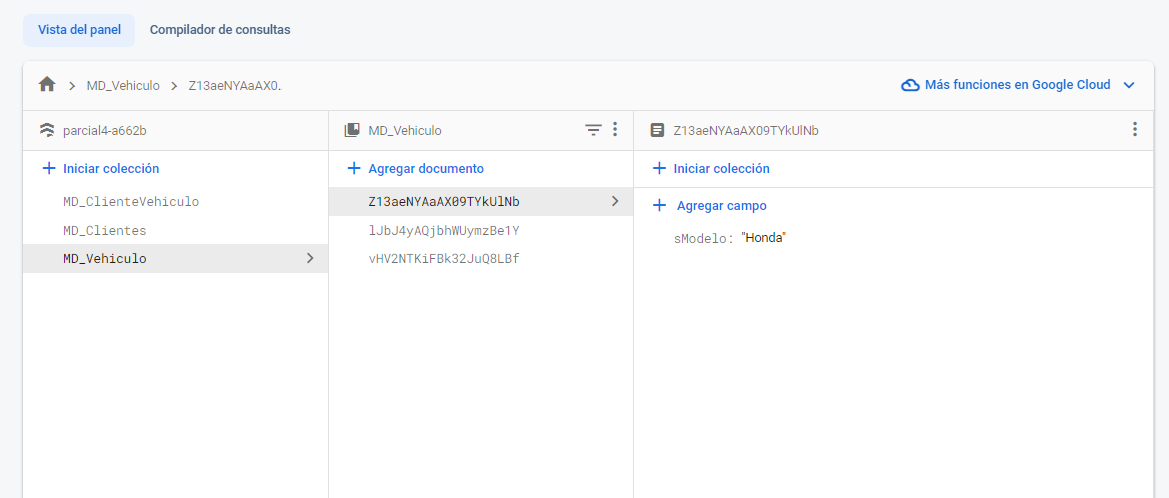 Vista del panel Compilador de consultas
MD_Vehiculo Z13aeNYAaAX0.
Más funciones en Google Cloud
parcial4-a662b
MD_Vehiculo
Z13aeNYAaAX09TYkUlNb
Iniciar colección
Agregar documento
Iniciar colección
MD_ClienteVehiculo
MD_Clientes
MD_Vehiculo
Z13aeNYAaAX09TYkUlNb
lJbJ4yAQjbhWUymzBe1Y
vHV2NTKiFBk32JuQ8LBf
Agregar campo
sModelo: "Honda"